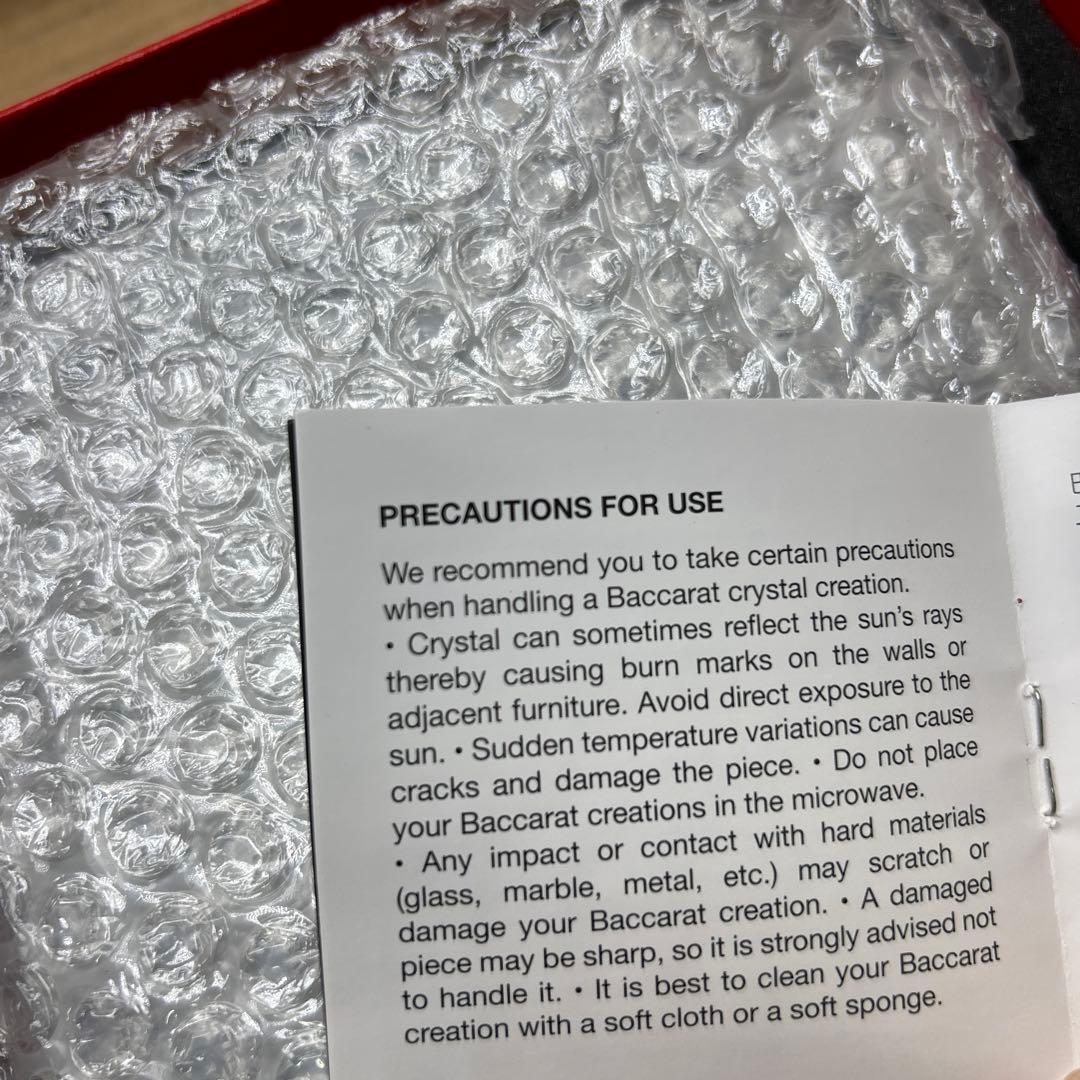 PRECAUTIONS FOR USE
We recommend you to take certain precautions
when handling a Baccarat crystal creation.
• Crystal can sometimes reflect the sun's rays
thereby causing burn marks on the walls or
adjacent furniture. Avoid direct exposure to the
sun. • Sudden temperature variations can cause
cracks and damage the piece. • Do not place
your Baccarat creations in the microwave.
• Any impact or contact with hard materials
(glass, marble, metal, etc.) may scratch or
damage your Baccarat creation. • A damaged
piece may be sharp, so it is strongly advised not
to handle it. • It is best to clean your Baccarat
creation with a soft cloth or a soft sponge.